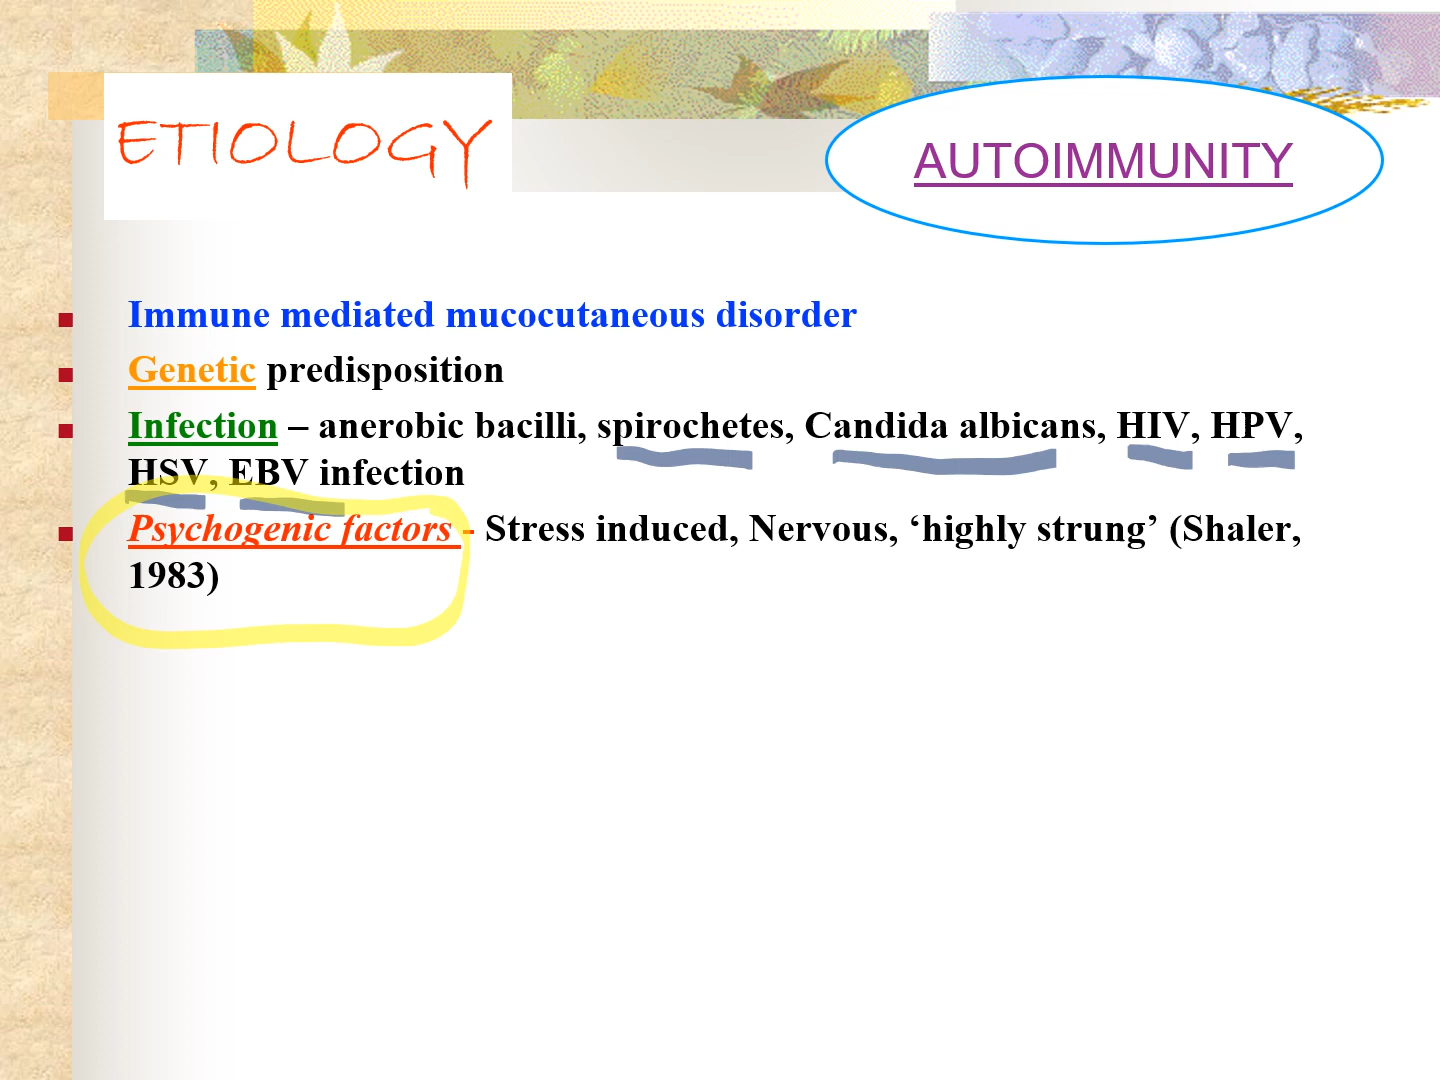 ETIOLOGY
AUTOIMMUNITY
Immune mediated mucocutaneous disorder
Genetic predisposition
Infection – anerobic bacilli, spirochetes, Candida albicans, HIV, HPV,
HSV, EBV infection
Psychogenic factors - Stress induced, Nervous, ‘highly strung’ (Shaler,
1983)